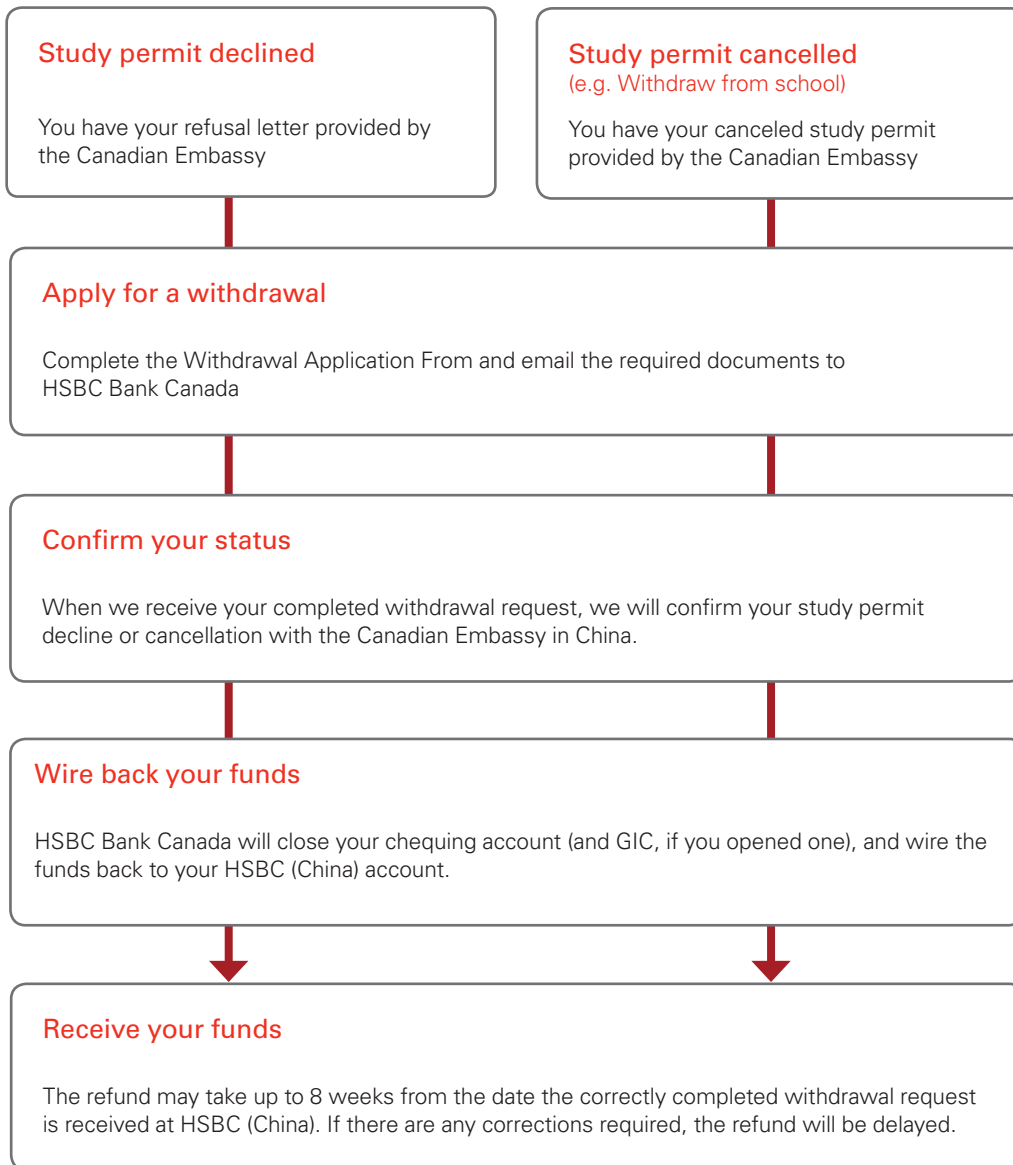 Study permit declined
You have your refusal letter provided by
the Canadian Embassy
Study permit cancelled
(e.g. Withdraw from school)
You have your canceled study permit
provided by the Canadian Embassy
Apply for a withdrawal
Complete the Withdrawal Application From and email the required documents to
HSBC Bank Canada
Confirm your status
When we receive your completed withdrawal request, we will confirm your study permit
decline or cancellation with the Canadian Embassy in China.
Wire back your funds
HSBC Bank Canada will close your chequing account (and GIC, if you opened one), and wire the
funds back to your HSBC (China) account.
Receive your funds
The refund may take up to 8 weeks from the date the correctly completed withdrawal request
is received at HSBC (China). If there are any corrections required, the refund will be delayed.